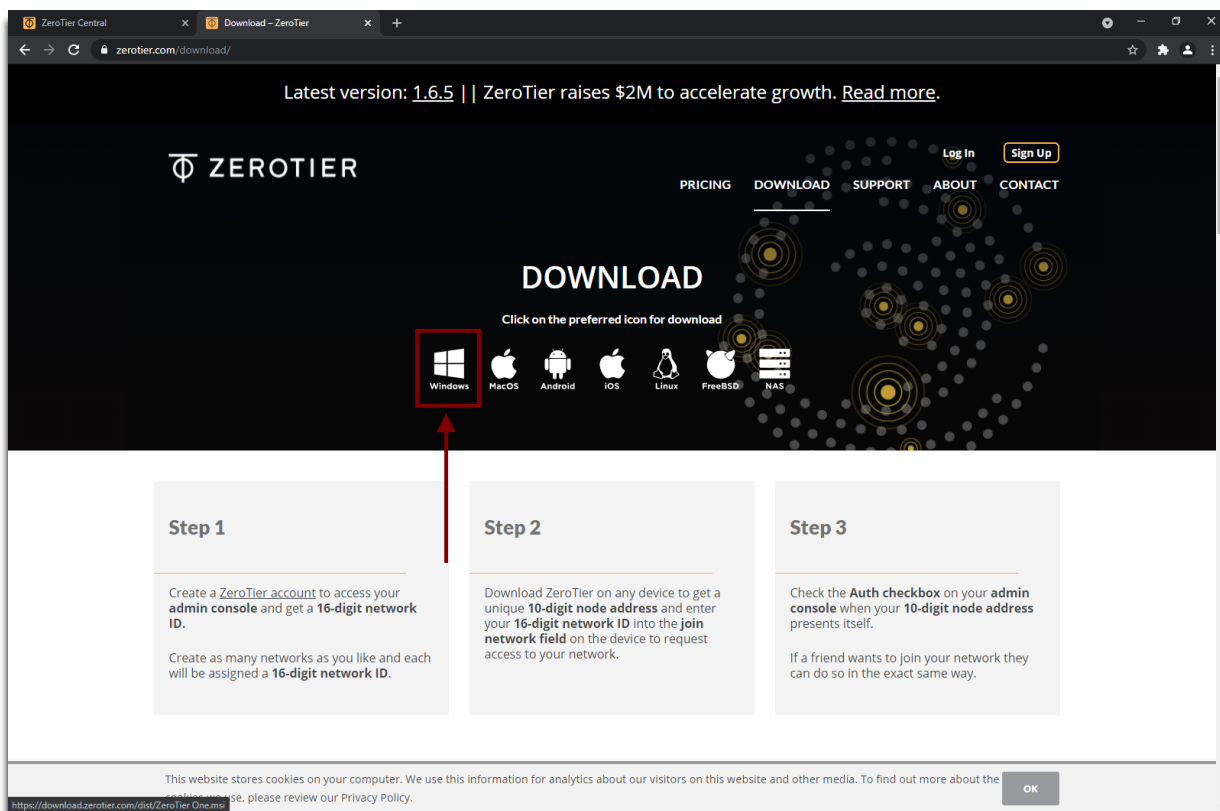 ZeroTier Central
Download – ZeroTier
zerotier.com/download/
Latest version: 1.6.5 || ZeroTier raises $2M to accelerate growth. Read more.
ZEROTIER
Log In
Sign Up
PRICING
DOWNLOAD
SUPPORT
ABOUT
CONTACT
DOWNLOAD
Click on the preferred icon for download
Windows
MacOS
Android
iOS
Linux
FreeBSD
NAS
Step 1
Create a ZeroTier account to access your
admin console and get a 16-digit network
ID.
Create as many networks as you like and each
will be assigned a 16-digit network ID.
Step 2
Download ZeroTier on any device to get a
unique 10-digit node address and enter
your 16-digit network ID into the join
network field on the device to request
access to your network.
Step 3
Check the Auth checkbox on your admin
console when your 10-digit node address
presents itself.
If a friend wants to join your network they
can do so in the exact same way.
This website stores cookies on your computer. We use this information for analytics about our visitors on this website and other media. To find out more about the
use, please review our Privacy Policy.
OK
https://download.zerotier.com/dist/ZeroTier One.msi